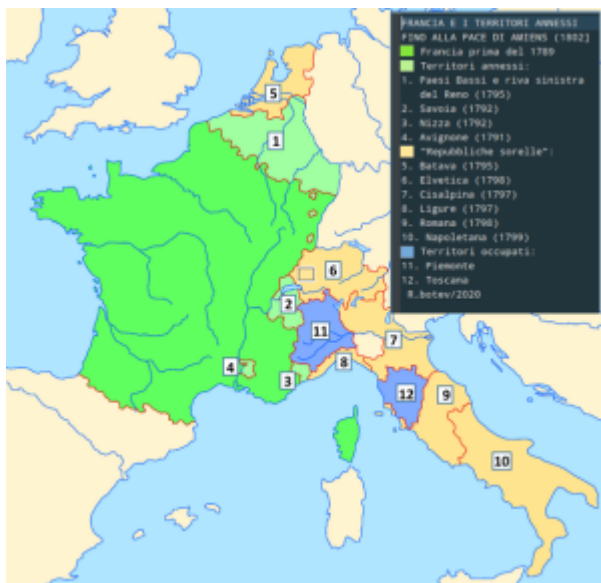 FRANCIA E I TERRITORI ANNESSI
FINO ALLA PACE DI AMIENS (1802)
Francia prima del 1789
Territori annessi:
1. Paesi Bassi e riva sinistra
del Reno (1795)
2. Savoia (1792)
3. Nizza (1792)
4. Avignone (1791)
"Repubbliche sorelle":
5. Batava (1795)
6. Elvetica (1798)
7. Cisalpina (1797)
8. Ligure (1797)
9. Romana (1798)
10. Napoletana (1799)
Territori occupati:
11. Piemonte
12. Toscana
R.botev/2020
5
1
6
2
11
7
4
3
8
12
9
10